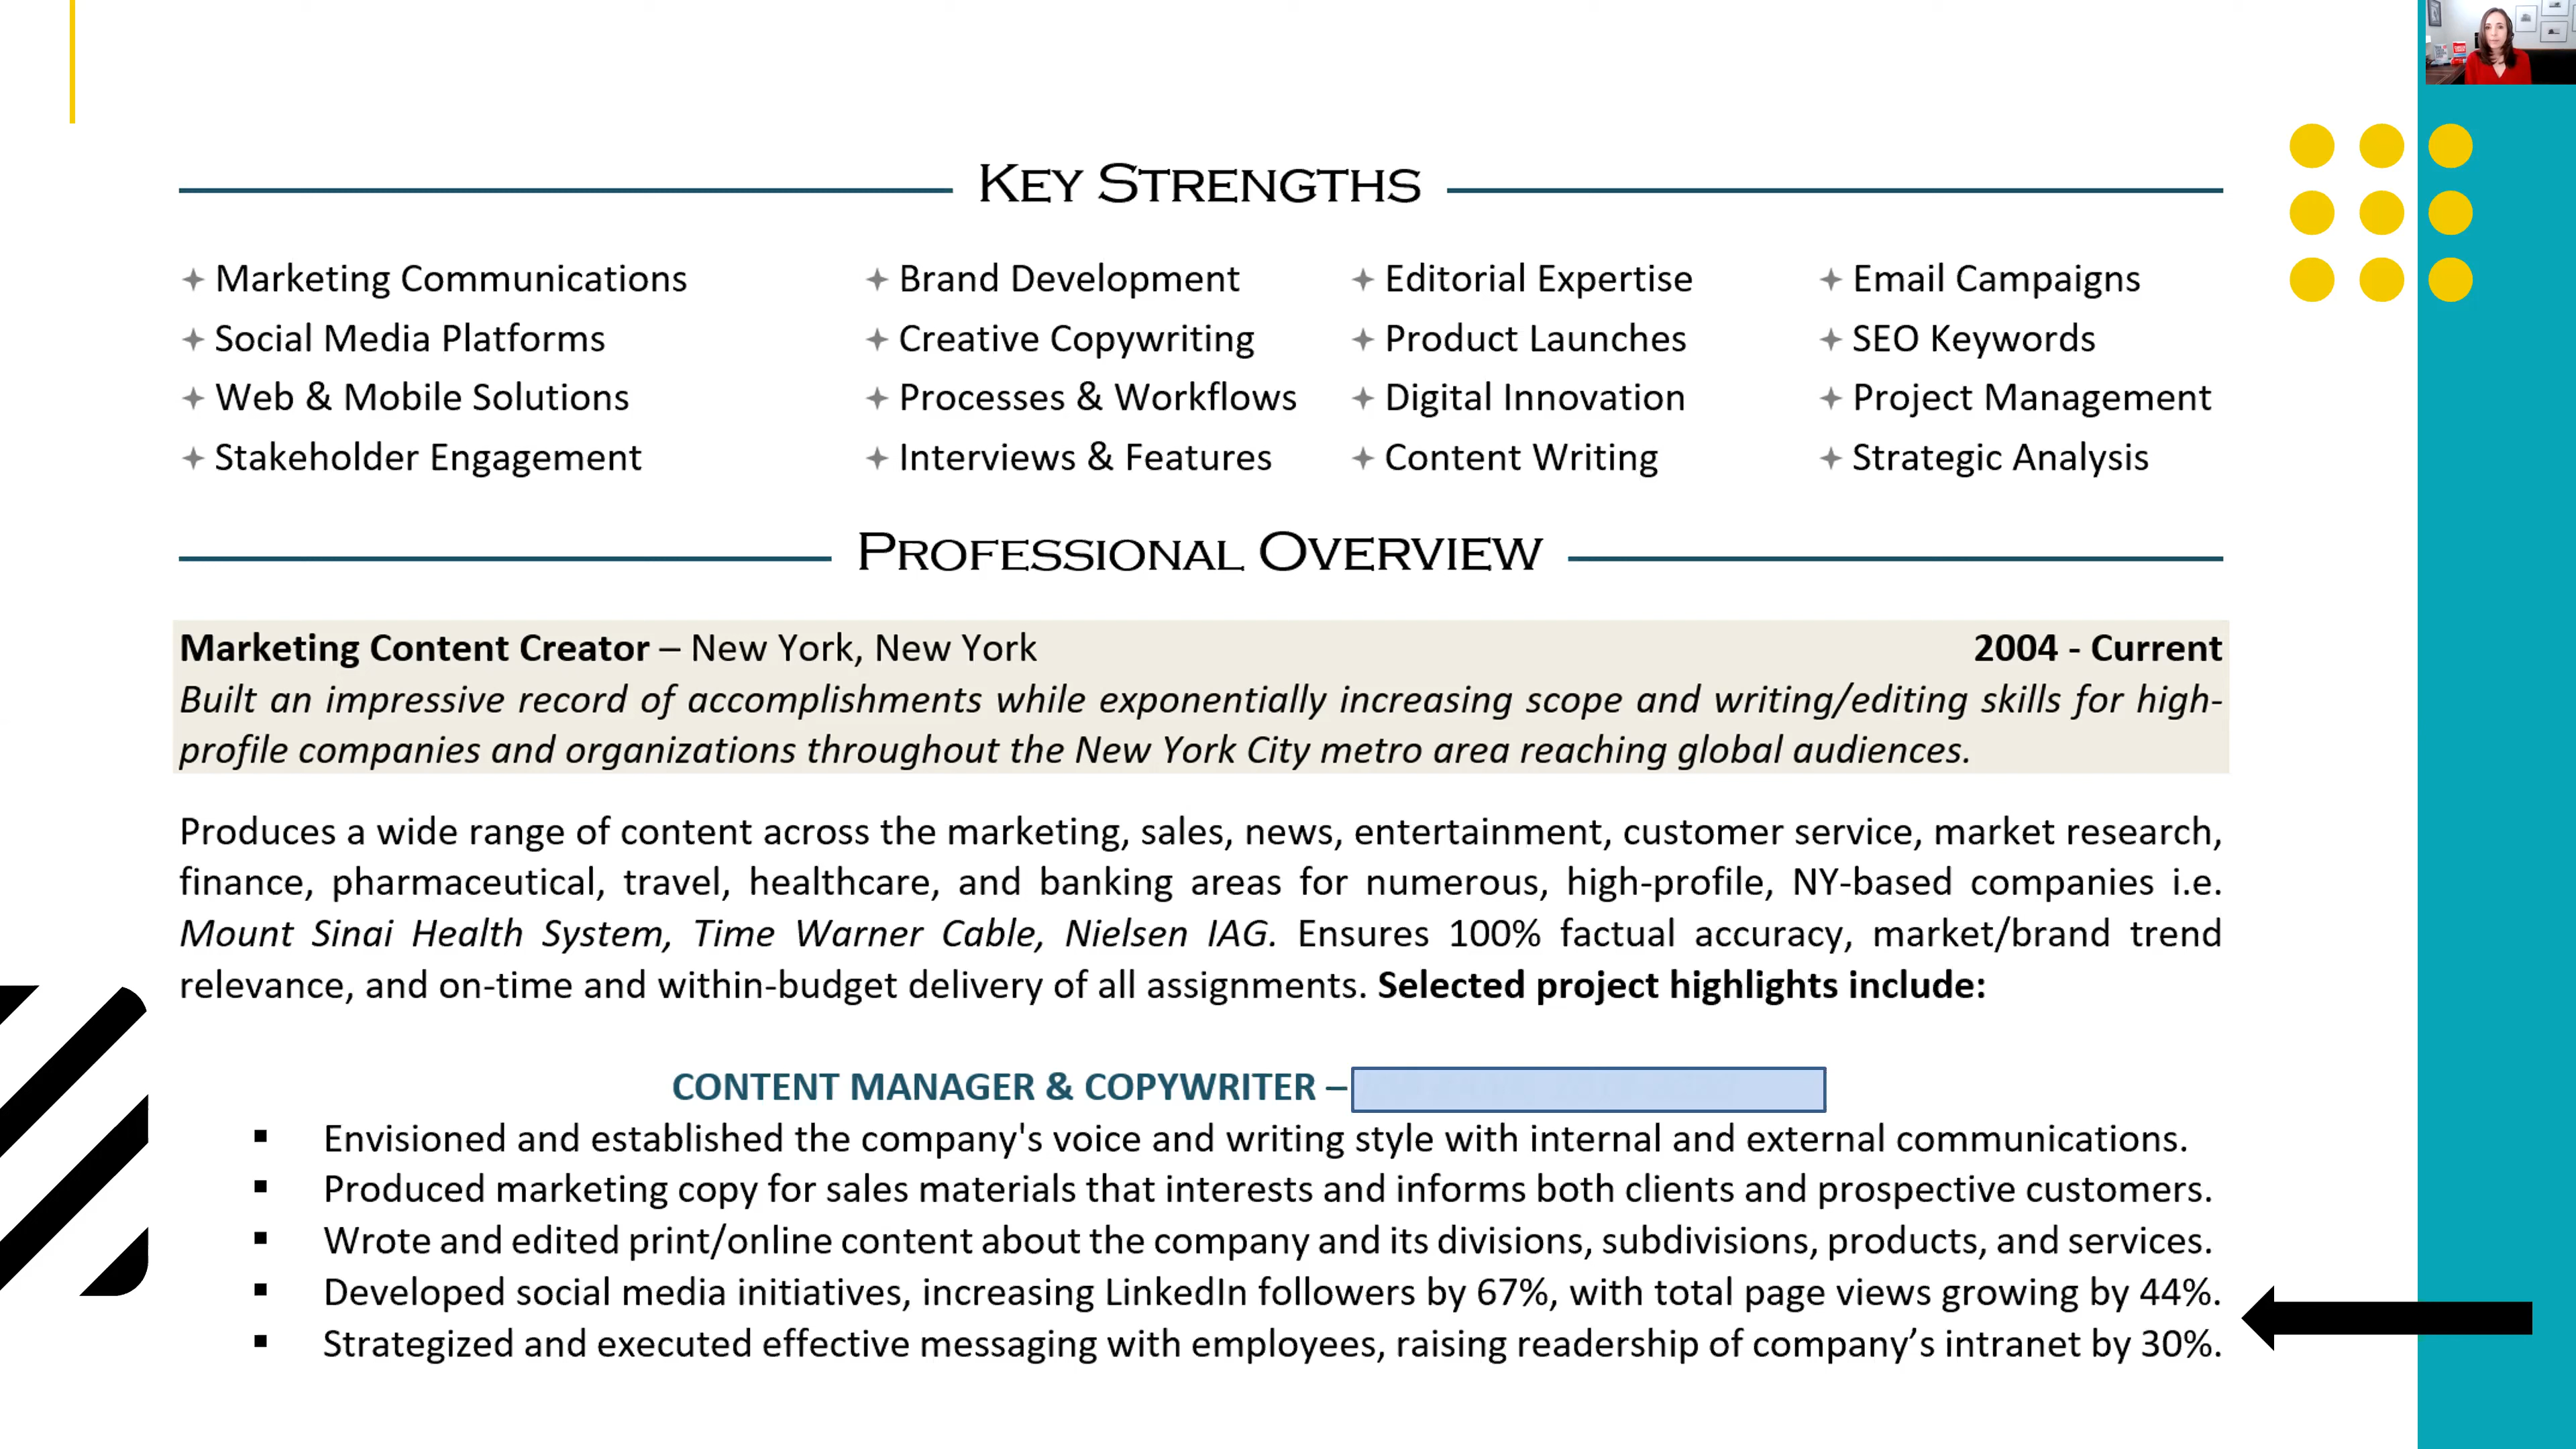 KEY STRENGTHS
Marketing Communications Brand Development Editorial Expertise Email Campaigns
Social Media Platforms Creative Copywriting Product Launches SEO Keywords
Web & Mobile Solutions Processes & Workflows Digital Innovation Project Management
Stakeholder Engagement Interviews & Features Content Writing Strategic Analysis
PROFESSIONAL OVERVIEW
Marketing Content Creator – New York, New York 2004 - Current
Built an impressive record of accomplishments while exponentially increasing scope and writing/editing skills for high-
profile companies and organizations throughout the New York City metro area reaching global audiences.
Produces a wide range of content across the marketing, sales, news, entertainment, customer service, market research,
finance, pharmaceutical, travel, healthcare, and banking areas for numerous, high-profile, NY-based companies i.e.
Mount Sinai Health System, Time Warner Cable, Nielsen IAG. Ensures 100% factual accuracy, market/brand trend
relevance, and on-time and within-budget delivery of all assignments. Selected project highlights include:
CONTENT MANAGER & COPYWRITER –
▪ Envisioned and established the company's voice and writing style with internal and external communications.
▪ Produced marketing copy for sales materials that interests and informs both clients and prospective customers.
▪ Wrote and edited print/online content about the company and its divisions, subdivisions, products, and services.
▪ Developed social media initiatives, increasing LinkedIn followers by 67%, with total page views growing by 44%.
▪ Strategized and executed effective messaging with employees, raising readership of company’s intranet by 30%.